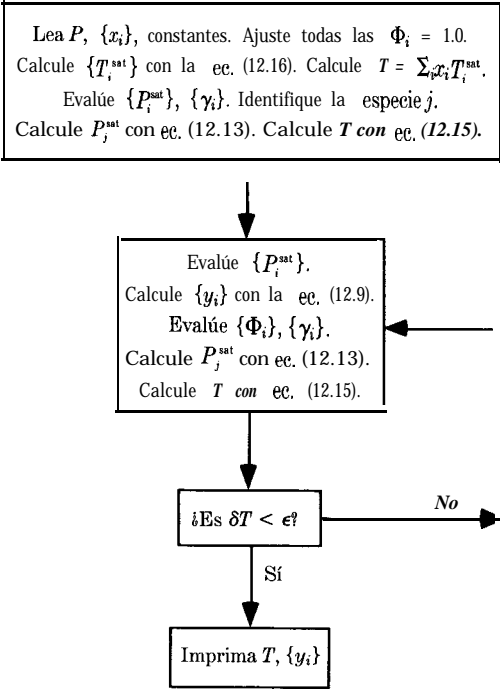 Lea P, {x_i}, constantes. Ajuste todas las Φ_i = 1.0.
Calcule {T_i^sat} con la ec. (12.16). Calcule T = Σ_i x_i T_i^sat.
Evalúe {P_i^sat}, {γ_i}. Identifique la especie j.
Calcule P_j^sat con ec. (12.13). Calcule T con ec. (12.15).
Evalúe {P_i^sat}.
Calcule {y_i} con la ec. (12.9).
Evalúe {Φ_i}, {γ_i}.
Calcule P_j^sat con ec. (12.13).
Calcule T con ec. (12.15).
¿Es δT < ϵ?
No
Sí
Imprima T, {y_i}